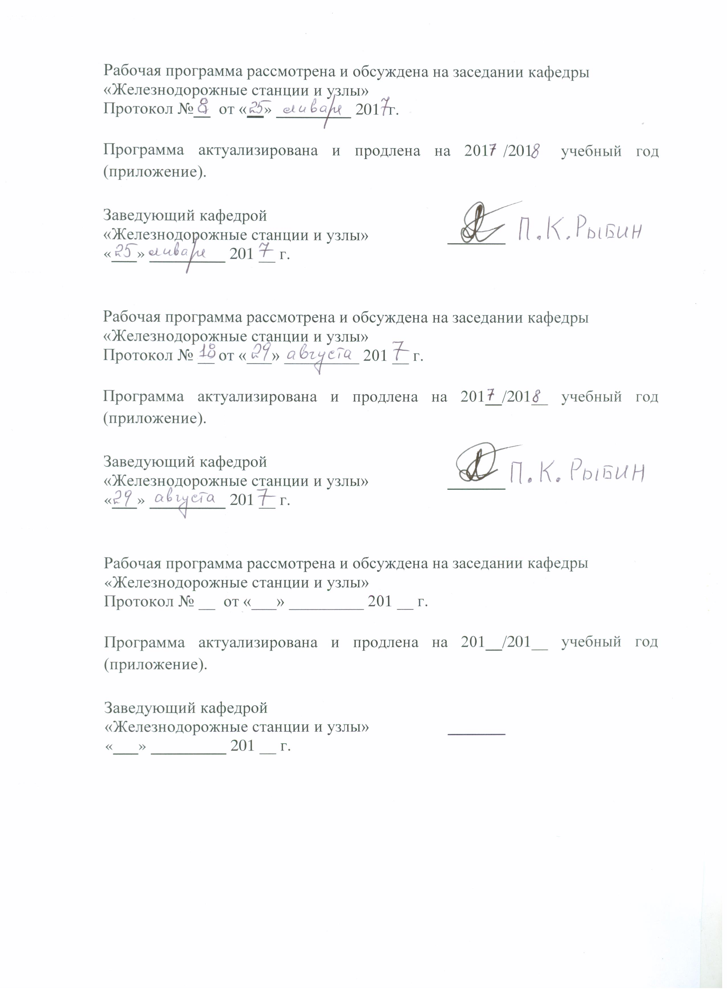 Рабочая программа рассмотрена и обсуждена на заседании кафедры
«Железнодорожные станции и узлы»
Протокол № 8 от «25» января 2017г.
Программа актуализирована и продлена на 2017 /2018 учебный год
(приложение).
Заведующий кафедрой
«Железнодорожные станции и узлы» П.К.Рыбин
«25» января 2017 г.
Рабочая программа рассмотрена и обсуждена на заседании кафедры
«Железнодорожные станции и узлы»
Протокол № 18 от «29» августа 2017 г.
Программа актуализирована и продлена на 2017/2018 учебный год
(приложение).
Заведующий кафедрой
«Железнодорожные станции и узлы» П.К.Рыбин
«29» августа 2017 г.
Рабочая программа рассмотрена и обсуждена на заседании кафедры
«Железнодорожные станции и узлы»
Протокол № __ от «___» _________ 201 __ г.
Программа актуализирована и продлена на 201__/201__ учебный год
(приложение).
Заведующий кафедрой
«Железнодорожные станции и узлы» _______
«___» _________ 201 __ г.